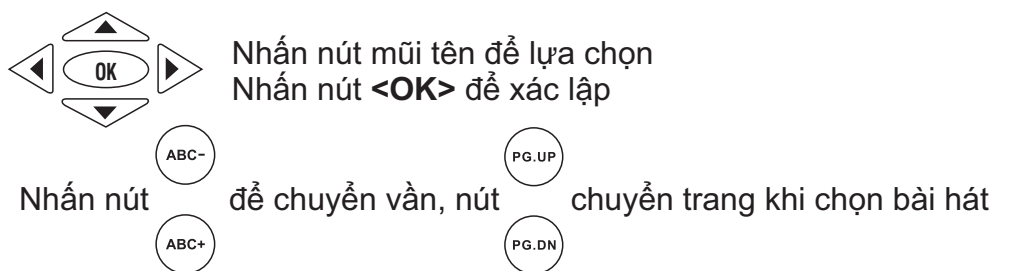 OK
Nhấn nút mũi tên để lựa chọn
Nhấn nút <OK> để xác lập
ABC- PG.UP
Nhấn nút để chuyển vần, nút chuyển trang khi chọn bài hát
ABC+ PG.DN